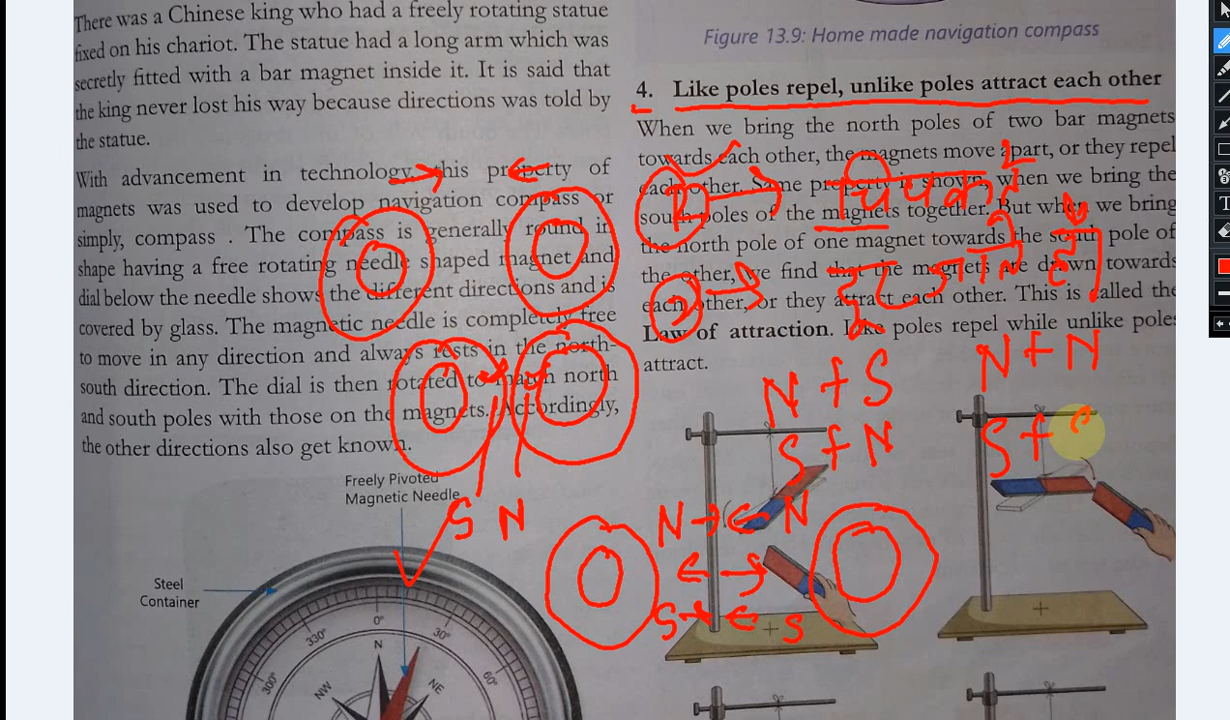 There was a Chinese king who had a freely rotating statue
fixed on his chariot. The statue had a long arm which was
secretly fitted with a bar magnet inside it. It is said that
the king never lost his way because directions was told by
the statue.
With advancement in technology this property of
magnets was used to develop navigation compass or
simply, compass . The compass is generally round in
shape having a free rotating needle shaped magnet and
dial below the needle shows the different directions and is
covered by glass. The magnetic needle is completely free
to move in any direction and always rests in the north-
south direction. The dial is then rotated to match north
and south poles with those on the magnets. Accordingly,
the other directions also get known.
Freely Pivoted
Magnetic Needle
S N
Steel
Container
0°
330°
30°
300°
60°
N
NW
NE
Figure 13.9: Home made navigation compass
4. Like poles repel, unlike poles attract each other
When we bring the north poles of two bar magnets
towards each other, the magnets move apart, or they repel
each other. Same property is shown, when we bring the
south poles of the magnets together. But when we bring
the north pole of one magnet towards the south pole of
the other, we find that the magnets are drawn towards
each other, or they attract each other. This is called the
Law of attraction. Like poles repel while unlike poles
attract.
N + S
S + N
N + N
S +
N N
S S